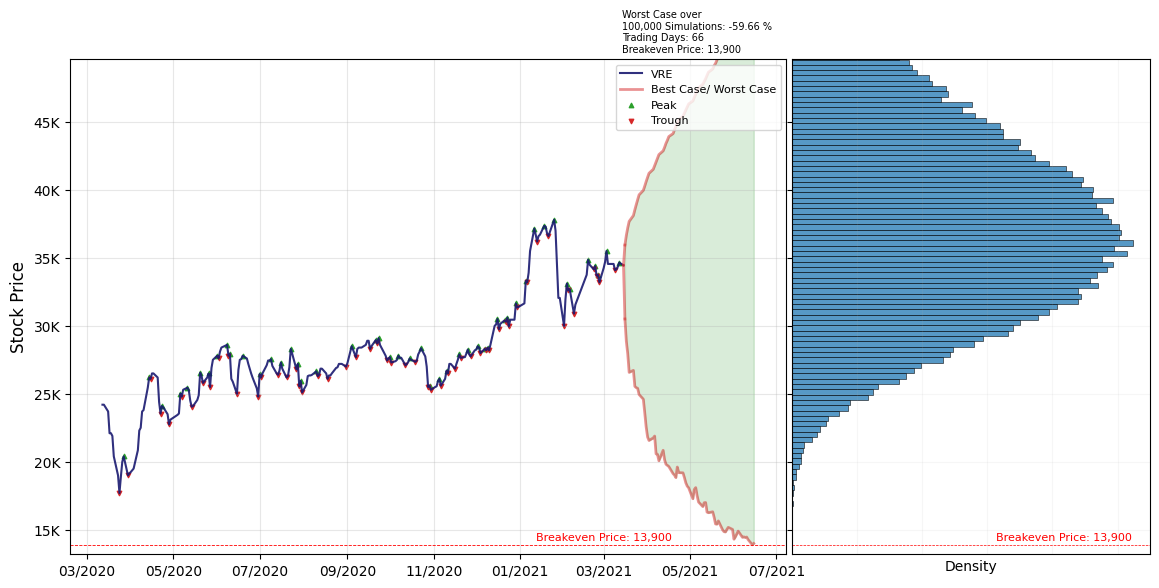 Worst Case over
100,000 Simulations: -59.66 %
Trading Days: 66
Breakeven Price: 13,900
VRE
Best Case/ Worst Case
Peak
Trough
Stock Price
45K
40K
35K
30K
25K
20K
15K
Breakeven Price: 13,900
Breakeven Price: 13,900
03/2020
05/2020
07/2020
09/2020
11/2020
01/2021
03/2021
05/2021
07/2021
Density